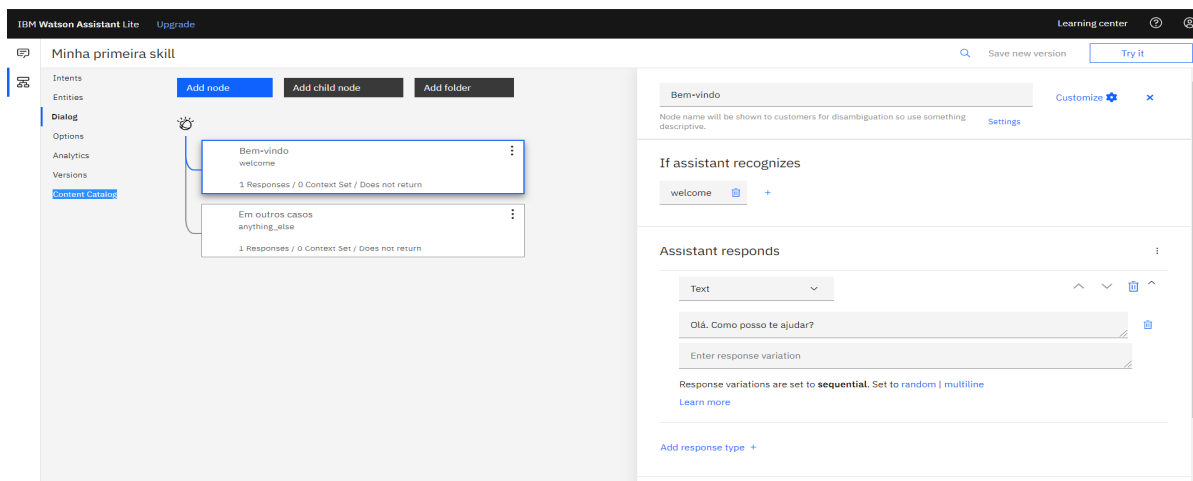 IBM Watson Assistant Lite Upgrade Learning center
Minha primeira skill Save new version Try it
Intents
Entities
Dialog
Options
Analytics
Versions
Content Catalog
Add node Add child node Add folder
Bem-vindo
welcome
1 Responses / 0 Context Set / Does not return
Em outros casos
anything_else
1 Responses / 0 Context Set / Does not return
Bem-vindo Customize
Node name will be shown to customers for disambiguation so use something
descriptive.
Settings
If assistant recognizes
welcome
Assistant responds
Text
Olá. Como posso te ajudar?
Enter response variation
Response variations are set to sequential. Set to random | multiline
Learn more
Add response type +